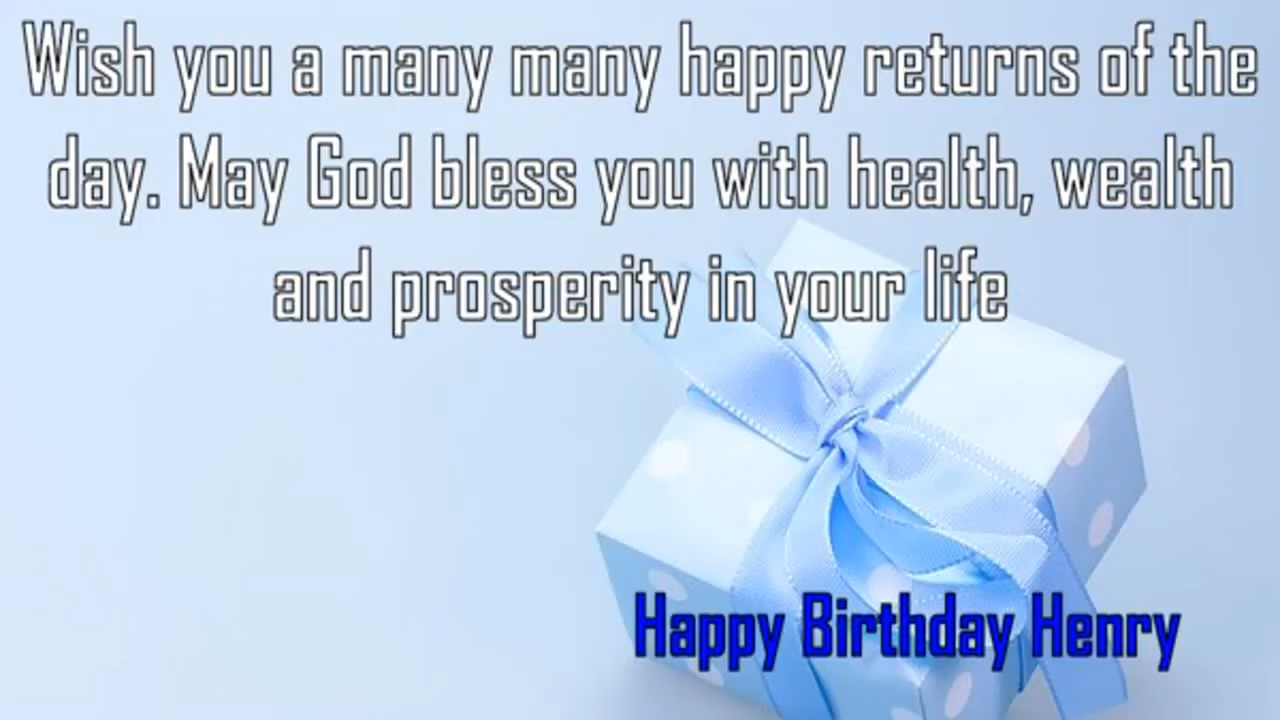 Wish you a many many happy returns of the
day. May God bless you with health, wealth
and prosperity in your life
Happy Birthday Henry